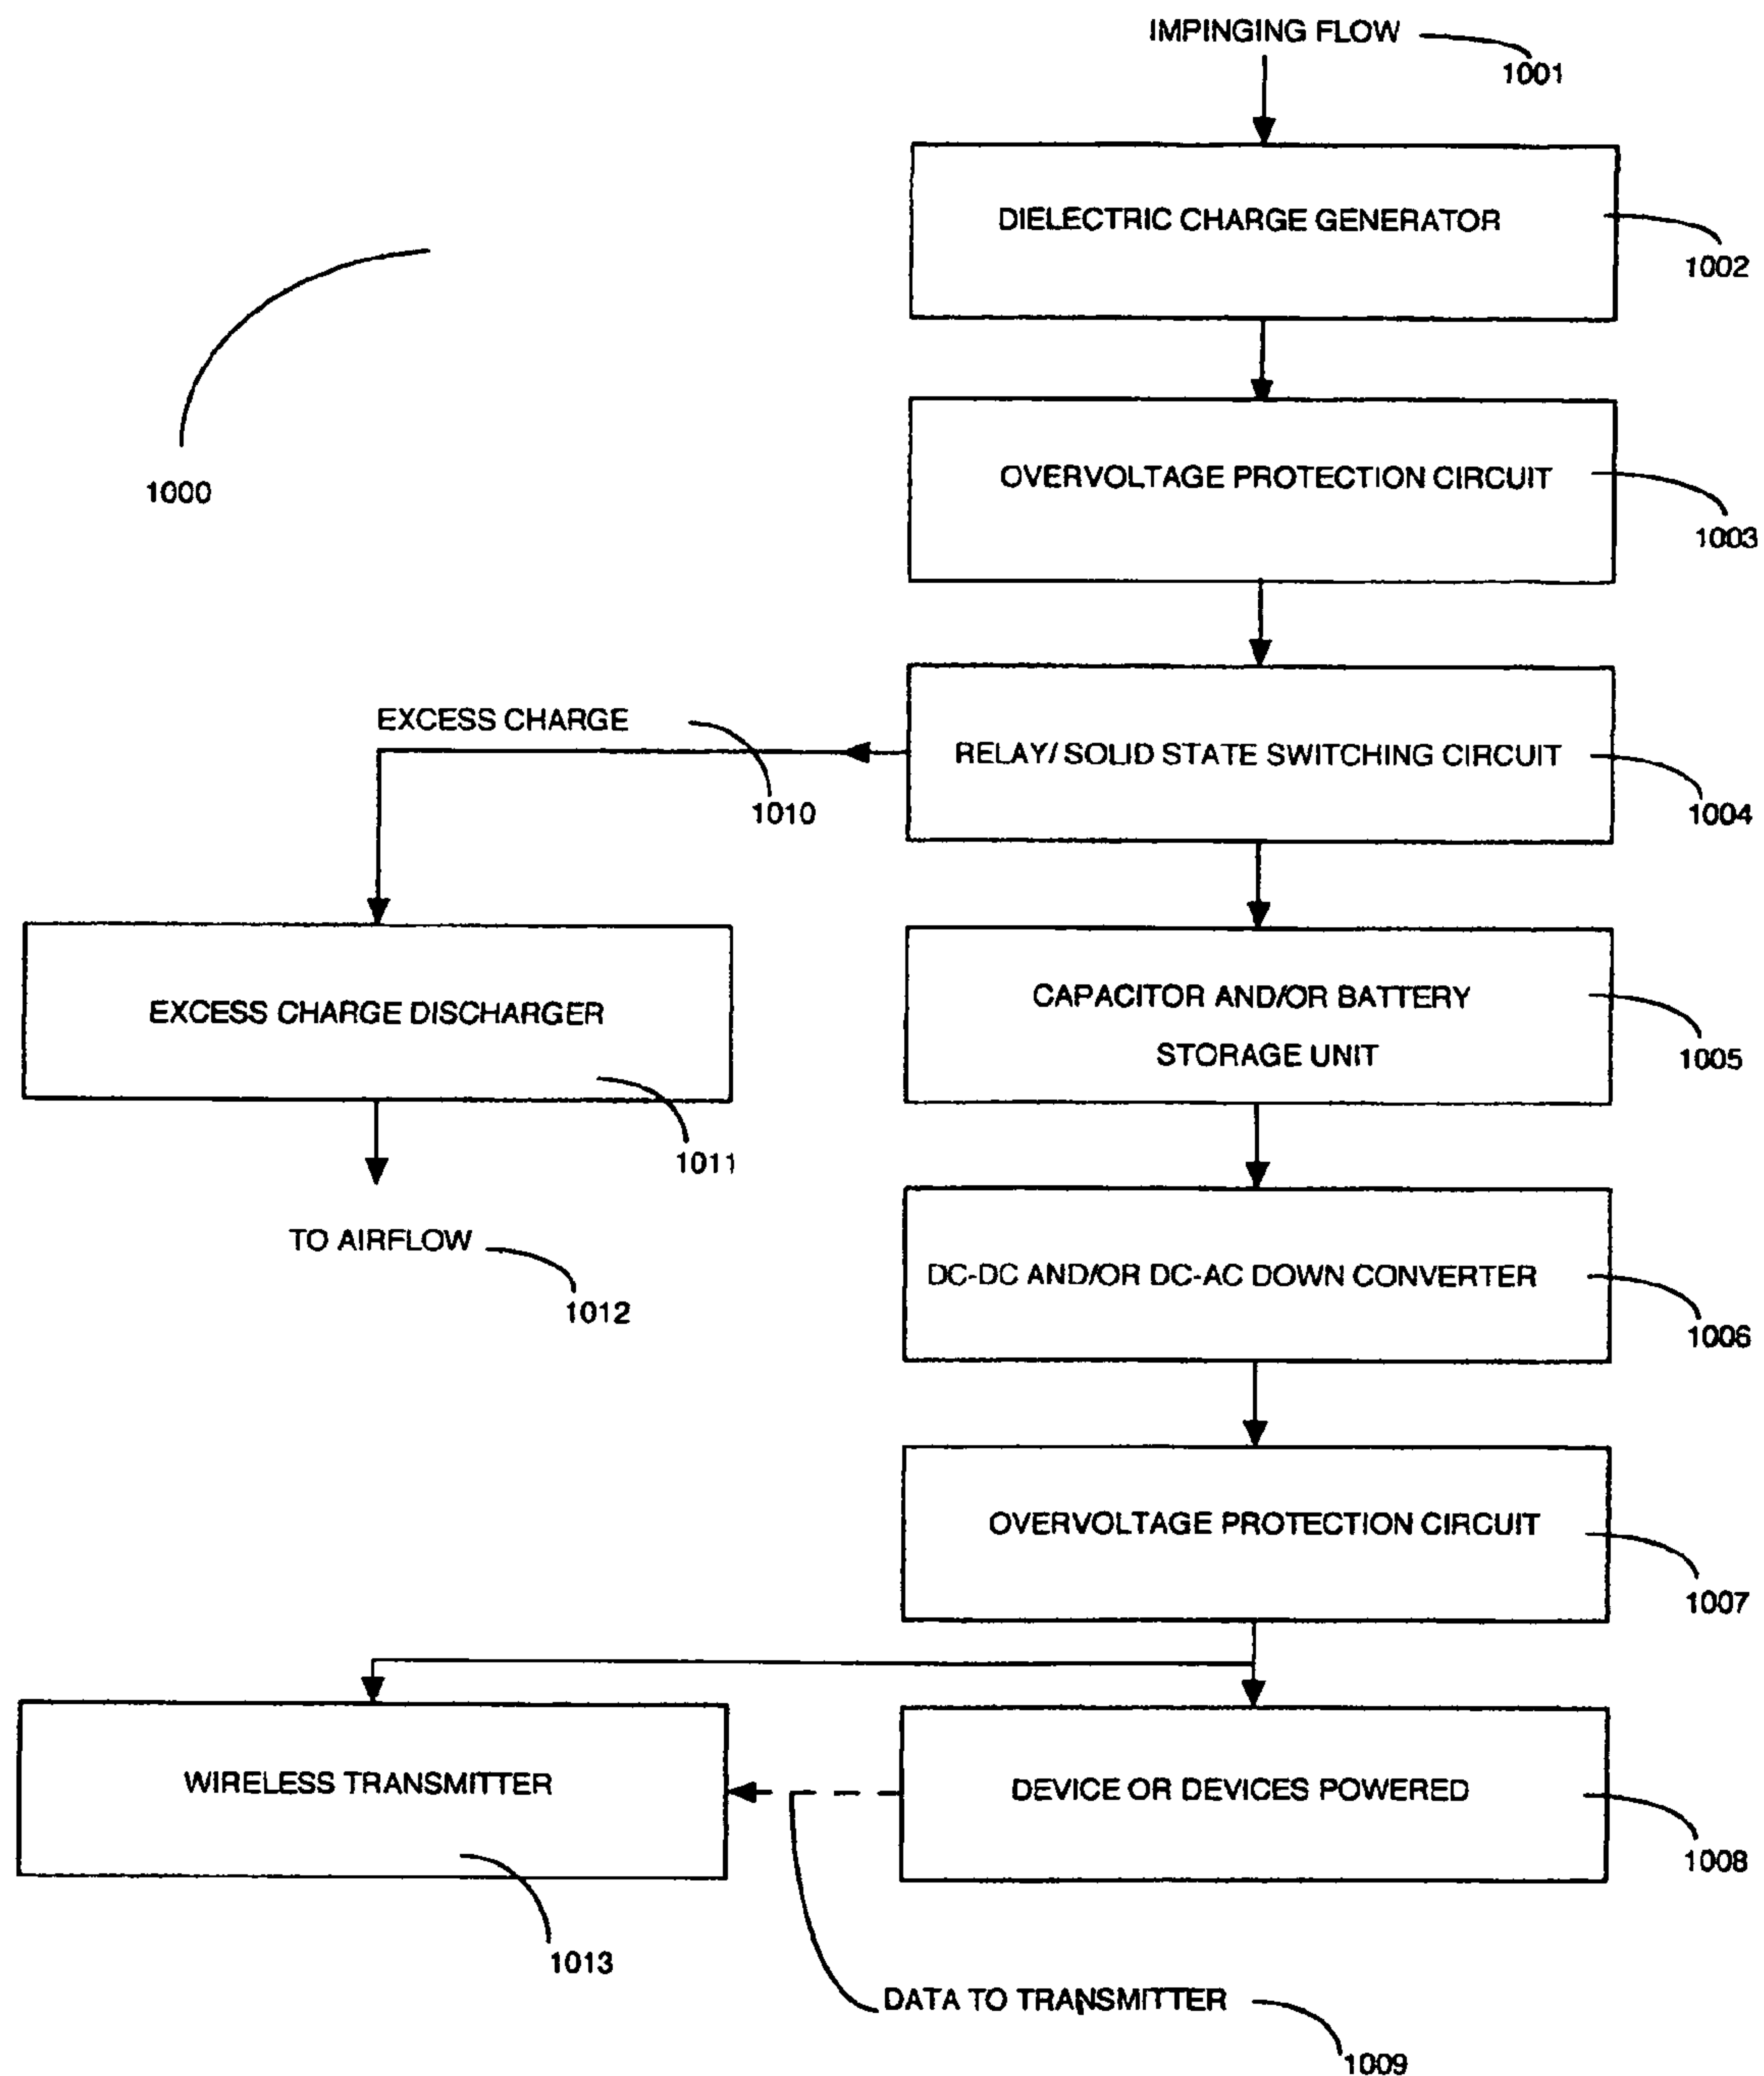 IMPINGING FLOW
1001
DIELECTRIC CHARGE GENERATOR
1002
1000
OVERVOLTAGE PROTECTION CIRCUIT
1003
EXCESS CHARGE
1010
RELAY/ SOLID STATE SWITCHING CIRCUIT
1004
EXCESS CHARGE DISCHARGER
1011
CAPACITOR AND/OR BATTERY
STORAGE UNIT
1005
TO AIRFLOW
1012
DC-DC AND/OR DC-AC DOWN CONVERTER
1006
OVERVOLTAGE PROTECTION CIRCUIT
1007
WIRELESS TRANSMITTER
1013
DEVICE OR DEVICES POWERED
1008
DATA TO TRANSMITTER
1009